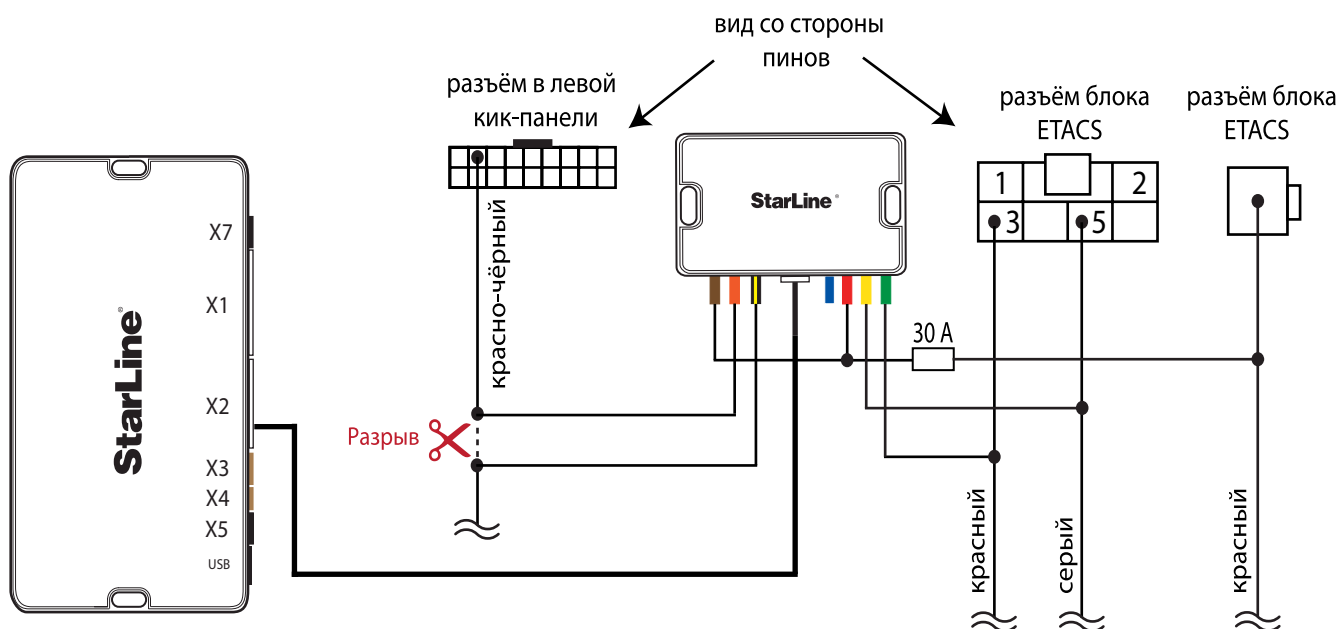 вид со стороны
пинов
разъём в левой
кик-панели
разъём блока
ETACS
разъём блока
ETACS
StarLine®
1
2
3
5
X7
X1
X2
X3
X4
X5
USB
StarLine®
красно-чёрный
30 А
Разрыв
красный
серый
красный